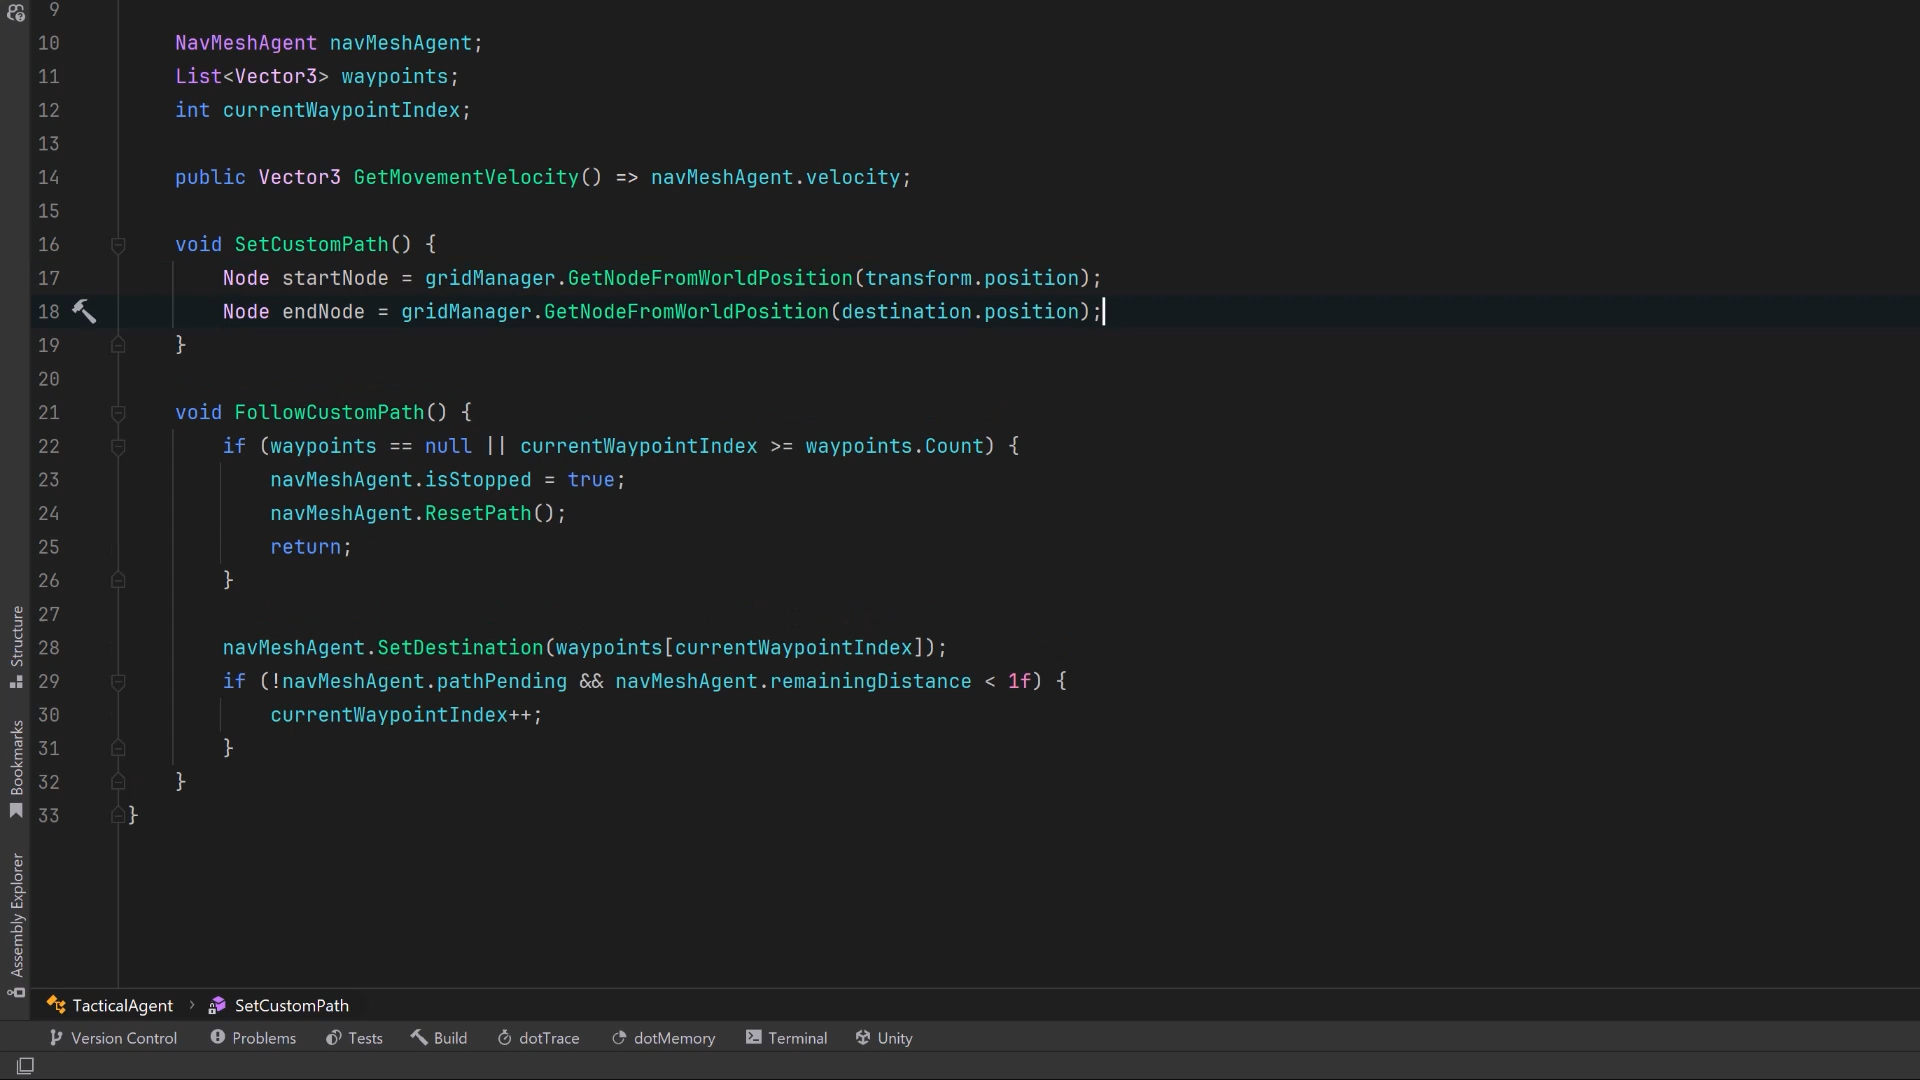 9
10 NavMeshAgent navMeshAgent;
11 List<Vector3> waypoints;
12 int currentWaypointIndex;
13
14 public Vector3 GetMovementVelocity() => navMeshAgent.velocity;
15
16 void SetCustomPath() {
17 Node startNode = gridManager.GetNodeFromWorldPosition(transform.position);
18 Node endNode = gridManager.GetNodeFromWorldPosition(destination.position);
19 }
20
21 void FollowCustomPath() {
22 if (waypoints == null || currentWaypointIndex >= waypoints.Count) {
23 navMeshAgent.isStopped = true;
24 navMeshAgent.ResetPath();
25 return;
26 }
27
28 navMeshAgent.SetDestination(waypoints[currentWaypointIndex]);
29 if (!navMeshAgent.pathPending && navMeshAgent.remainingDistance < 1f) {
30 currentWaypointIndex++;
31 }
32 }
33 }
Structure
Bookmarks
Assembly Explorer
TacticalAgent › SetCustomPath
Version Control Problems Tests Build dotTrace dotMemory Terminal Unity